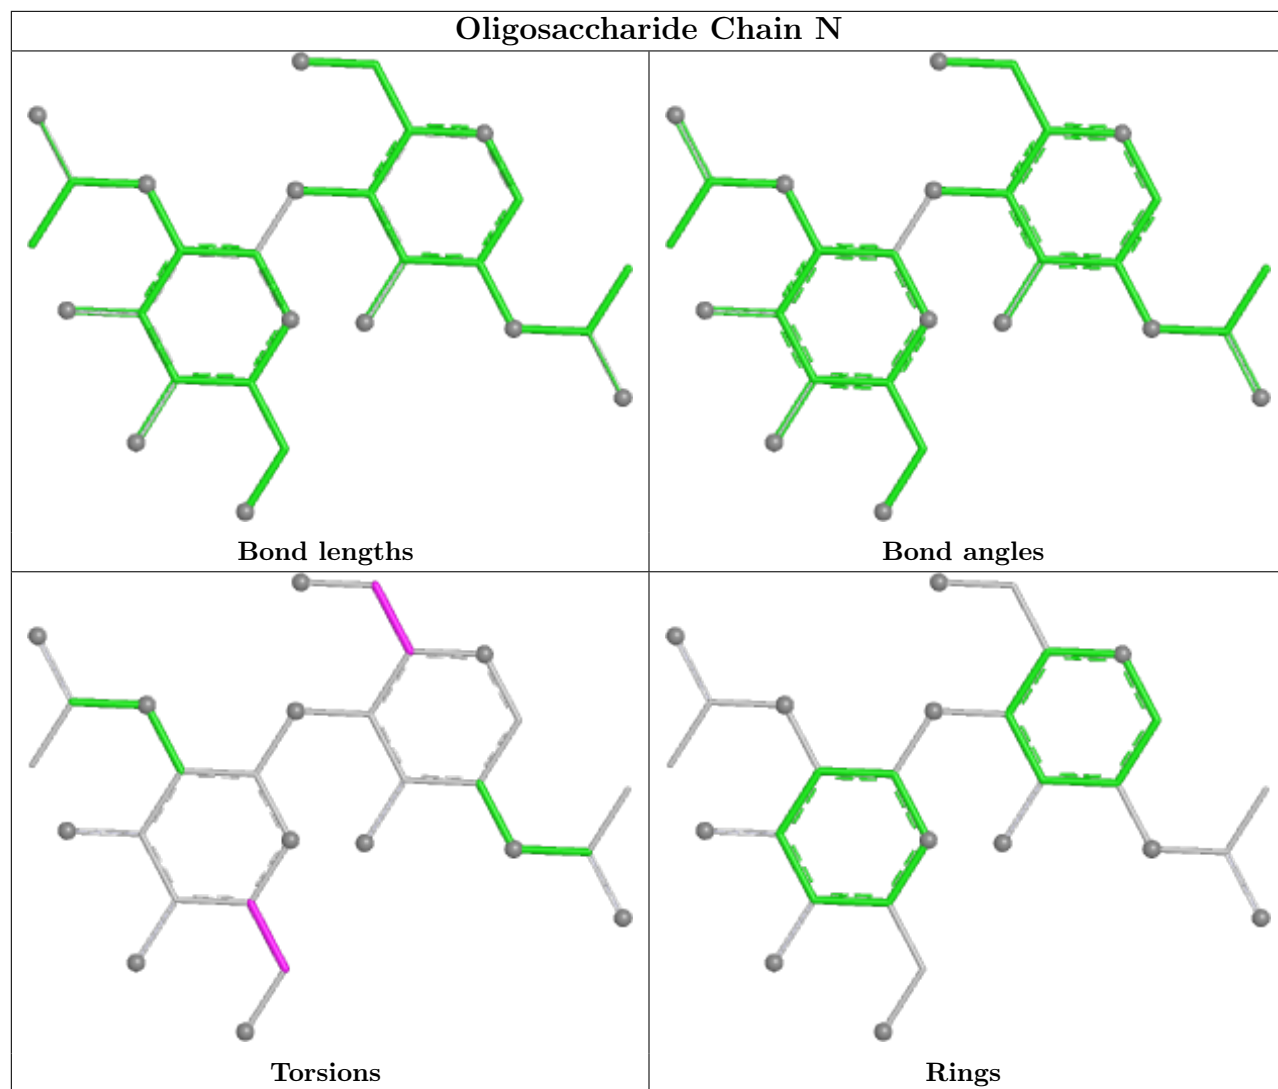 Oligosaccharide Chain N
Bond lengths
Bond angles
Torsions
Rings